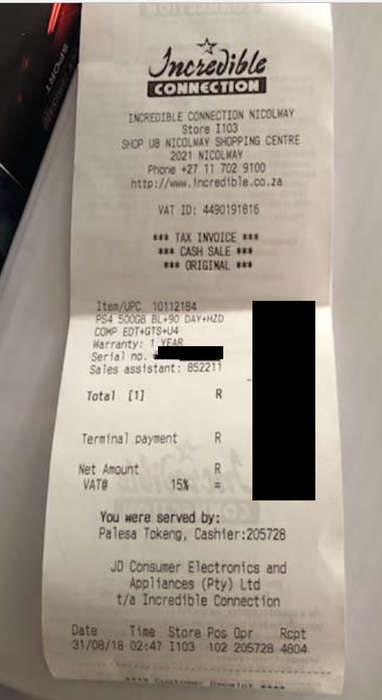 Incredible
CONNECTION
INCREDIBLE CONNECTION NICOLWAY
Store I103
SHOP U8 NICOLWAY SHOPPING CENTRE
2021 NICOLWAY
Phone +27 11 702 9100
http://www.incredible.co.za
VAT ID: 4490191816
*** TAX INVOICE ***
*** CASH SALE ***
*** ORIGINAL ***
Item/UPC 10112184
PS4 500GB BL+90 DAY+HZD
COMP EDT+GTS+U4
Warranty: 1 YEAR
Serial no.
Sales assistant: 852211
Total [1] R
Terminal payment R
Net Amount R
VAT@ 15% =
You were served by:
Palesa Tokeng, Cashier:205728
JD Consumer Electronics and
Appliances (Pty) Ltd
t/a Incredible Connection
Date Time Store Pos Opr Rcpt
31/08/18 02:47 I103 102 205728 4804
**** Customer Receipt ****
SPORT